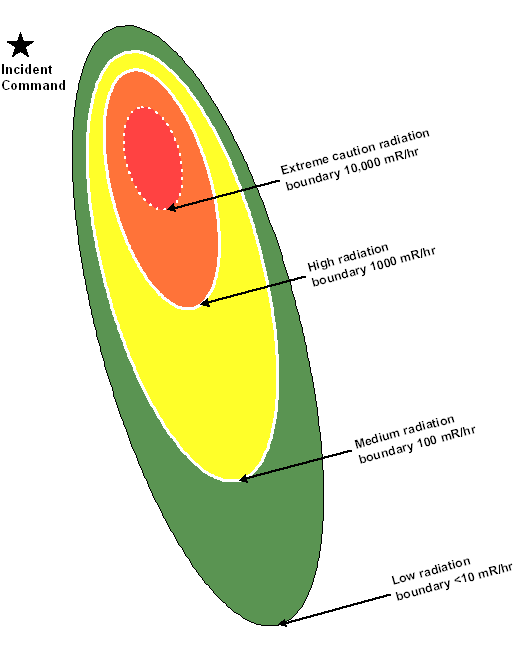 Incident
Command
Extreme caution radiation
boundary 10,000 mR/hr
High radiation
boundary 1000 mR/hr
Medium radiation
boundary 100 mR/hr
Low radiation
boundary <10 mR/hr